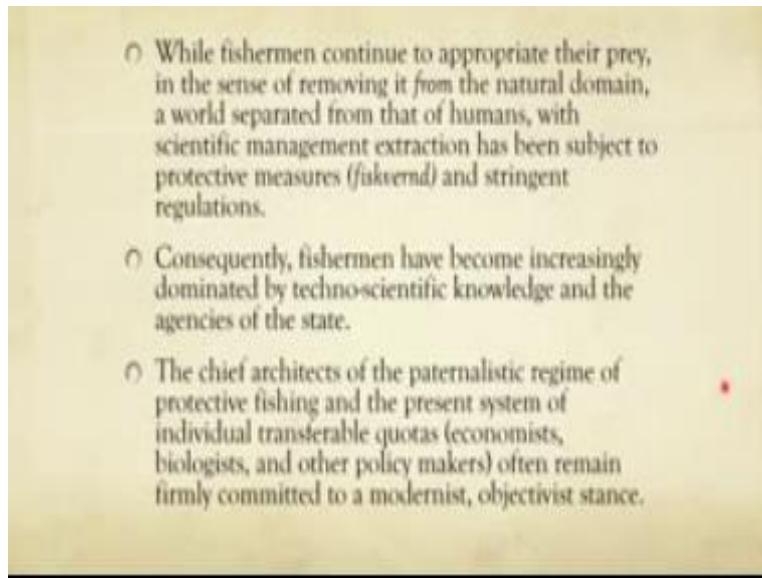 While fishermen continue to appropriate their prey,
in the sense of removing it from the natural domain,
a world separated from that of humans, with
scientific management extraction has been subject to
protective measures (fiskvernd) and stringent
regulations.
Consequently, fishermen have become increasingly
dominated by techno-scientific knowledge and the
agencies of the state.
The chief architects of the paternalistic regime of
protective fishing and the present system of
individual transferable quotas (economists,
biologists, and other policy makers) often remain
firmly committed to a modernist, objectivist stance.